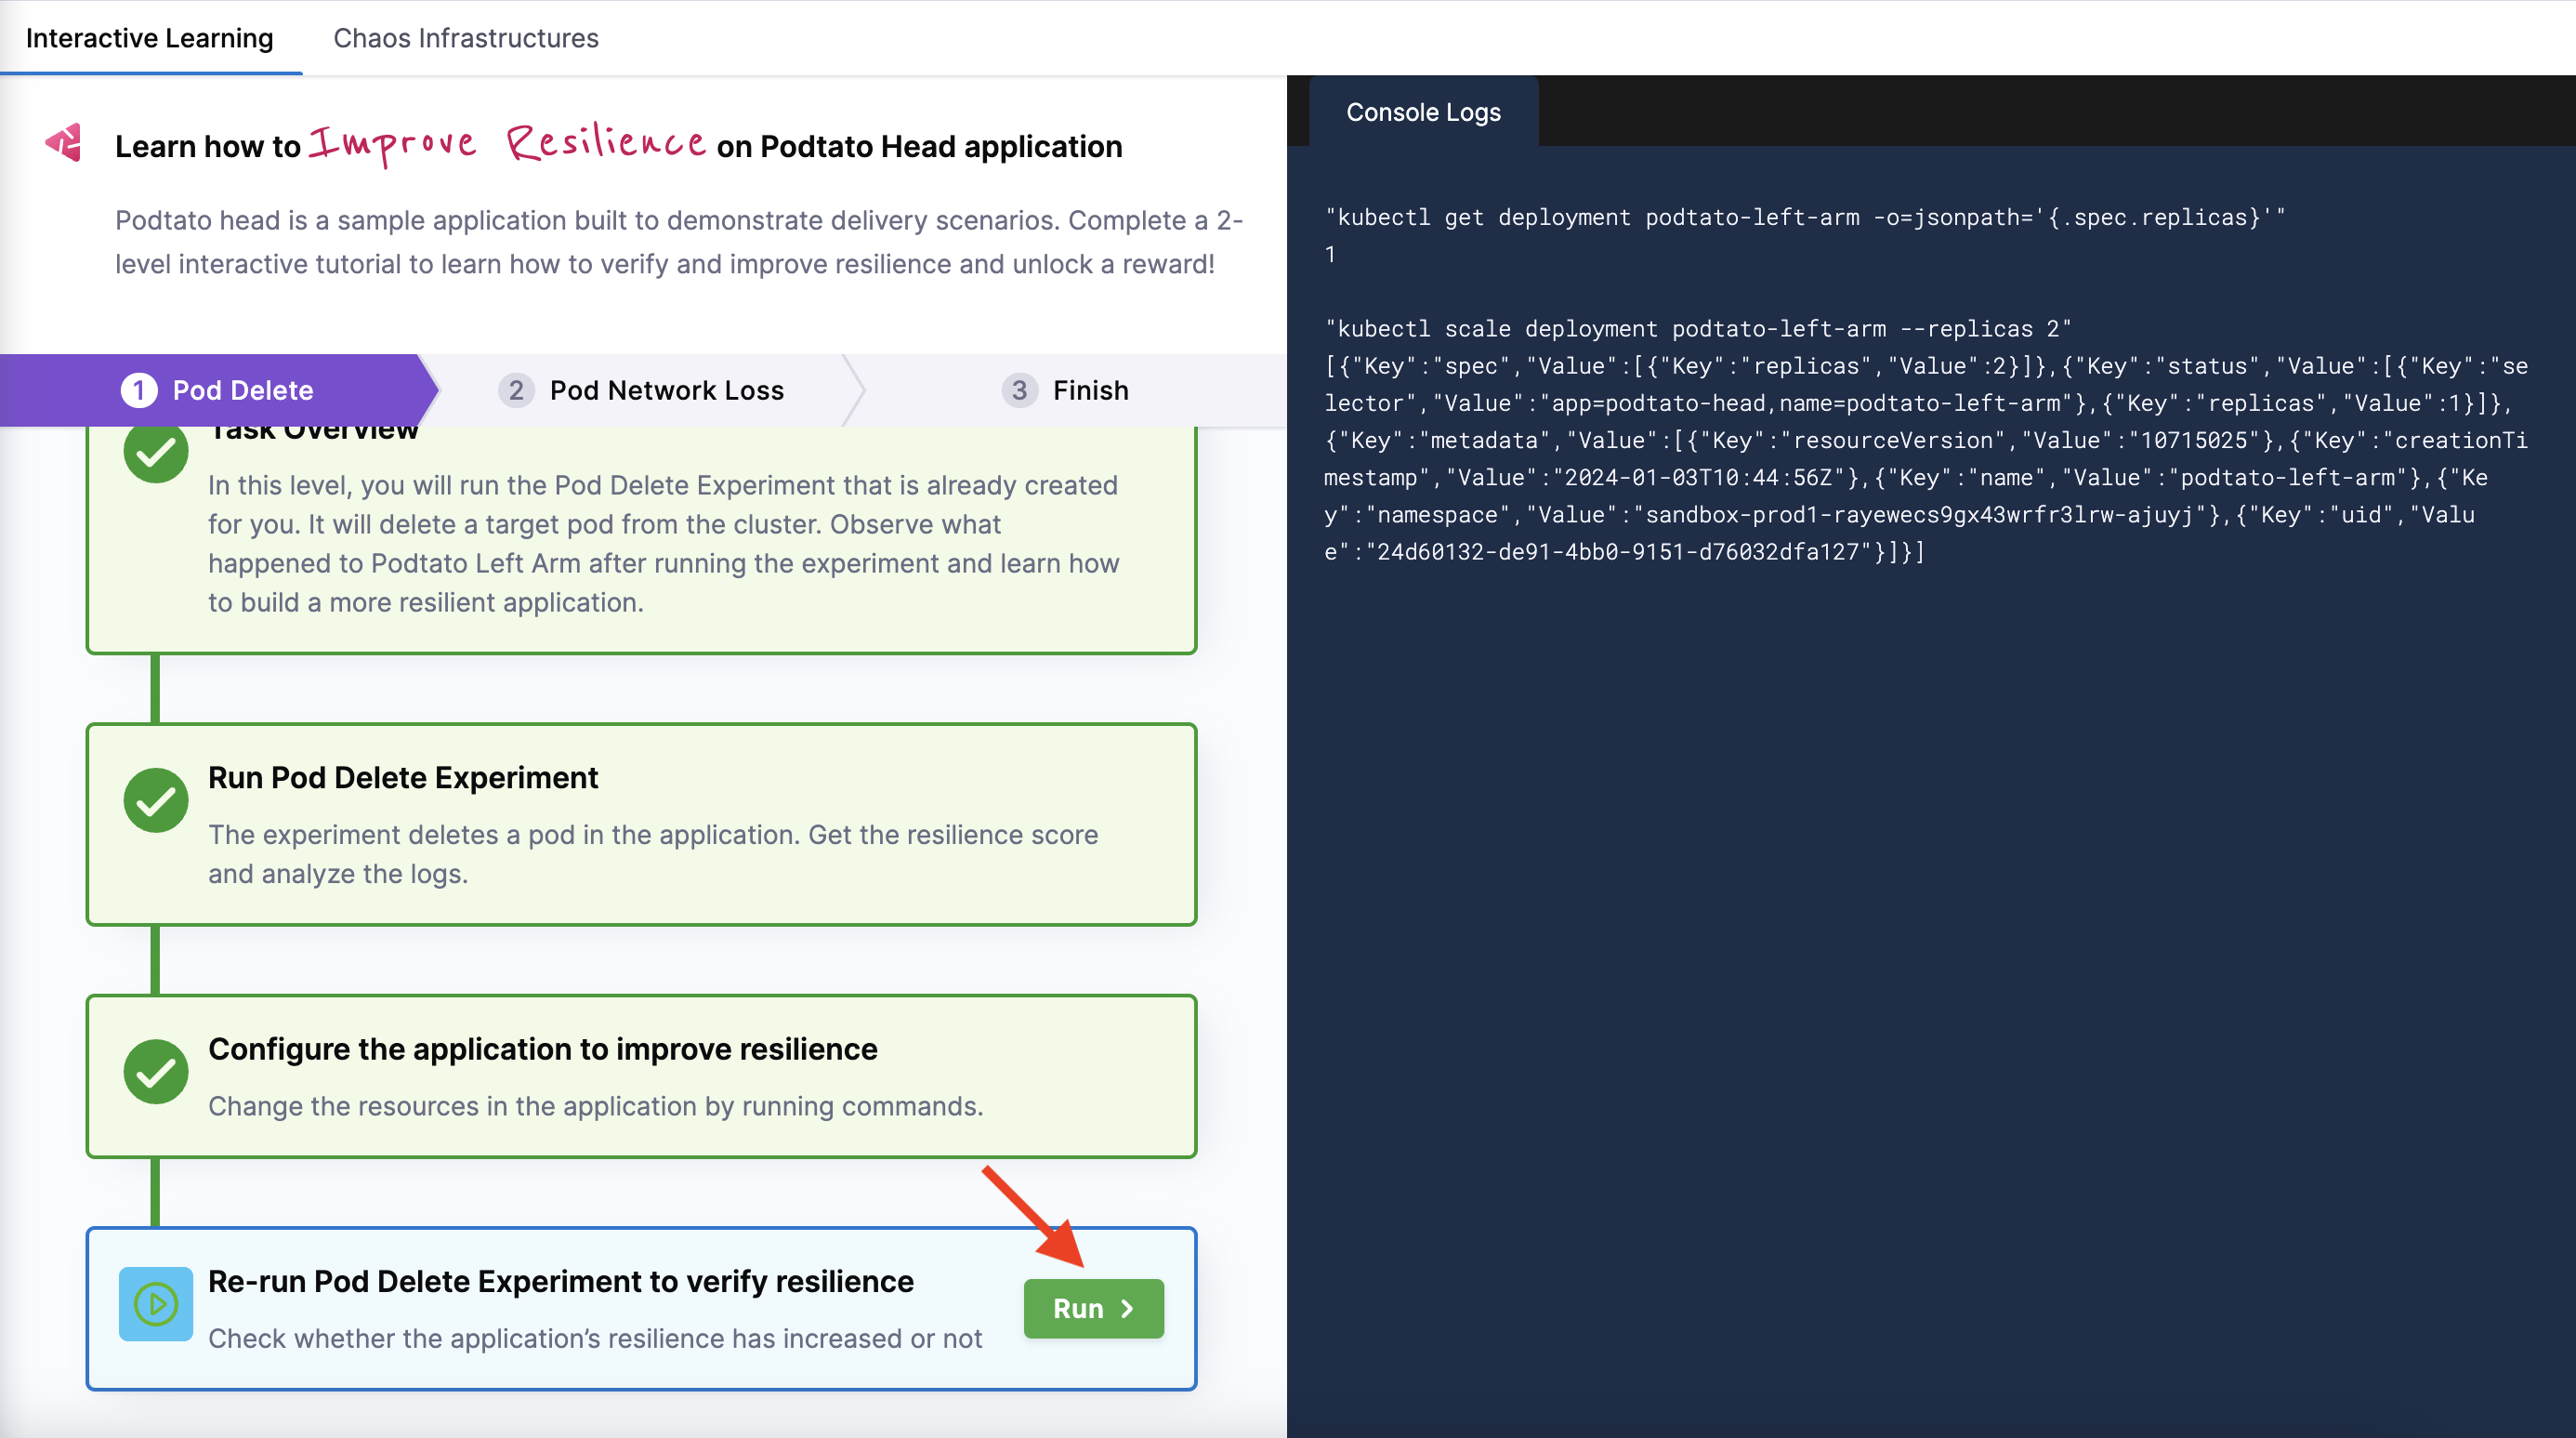 Interactive Learning
Chaos Infrastructures
Learn how to Improve Resilience on Podtato Head application
Podtato head is a sample application built to demonstrate delivery scenarios. Complete a 2-
level interactive tutorial to learn how to verify and improve resilience and unlock a reward!
1 Pod Delete
2 Pod Network Loss
3 Finish
Task Overview
In this level, you will run the Pod Delete Experiment that is already created
for you. It will delete a target pod from the cluster. Observe what
happened to Podtato Left Arm after running the experiment and learn how
to build a more resilient application.
Run Pod Delete Experiment
The experiment deletes a pod in the application. Get the resilience score
and analyze the logs.
Configure the application to improve resilience
Change the resources in the application by running commands.
Re-run Pod Delete Experiment to verify resilience
Check whether the application’s resilience has increased or not
Run
Console Logs
"kubectl get deployment podtato-left-arm -o=jsonpath='{.spec.replicas}'"
1
"kubectl scale deployment podtato-left-arm --replicas 2"
[{"Key":"spec","Value":[{"Key":"replicas","Value":2}]},{"Key":"status","Value":[{"Key":"se
lector","Value":"app=podtato-head,name=podtato-left-arm"},{"Key":"replicas","Value":1}]},
{"Key":"metadata","Value":[{"Key":"resourceVersion","Value":"10715025"},{"Key":"creationTi
mestamp","Value":"2024-01-03T10:44:56Z"},{"Key":"name","Value":"podtato-left-arm"},{"Ke
y":"namespace","Value":"sandbox-prod1-rayewecs9gx43wrfr3lrw-ajuyj"},{"Key":"uid","Valu
e":"24d60132-de91-4bb0-9151-d76032dfa127"}]}]